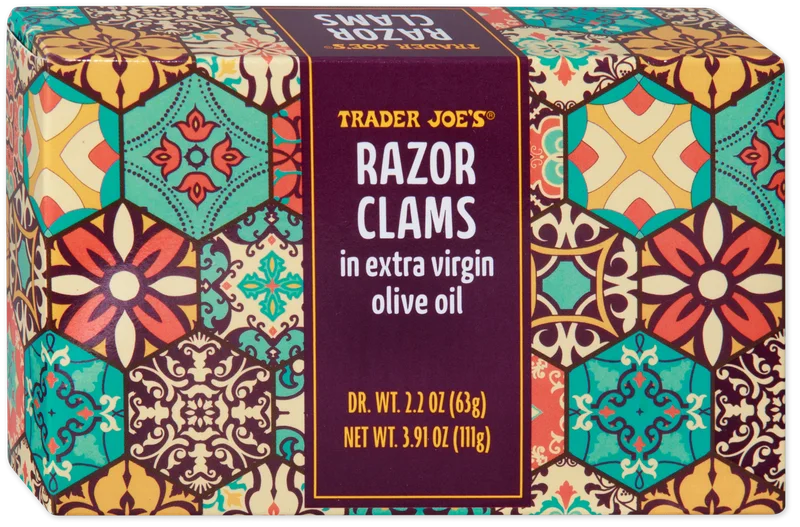 RAZOR
CLAMS
TRADER JOE'S
TRADER JOE'S®
RAZOR
CLAMS
in extra virgin
olive oil
DR. WT. 2.2 OZ (63g)
NET WT. 3.91 OZ (111g)